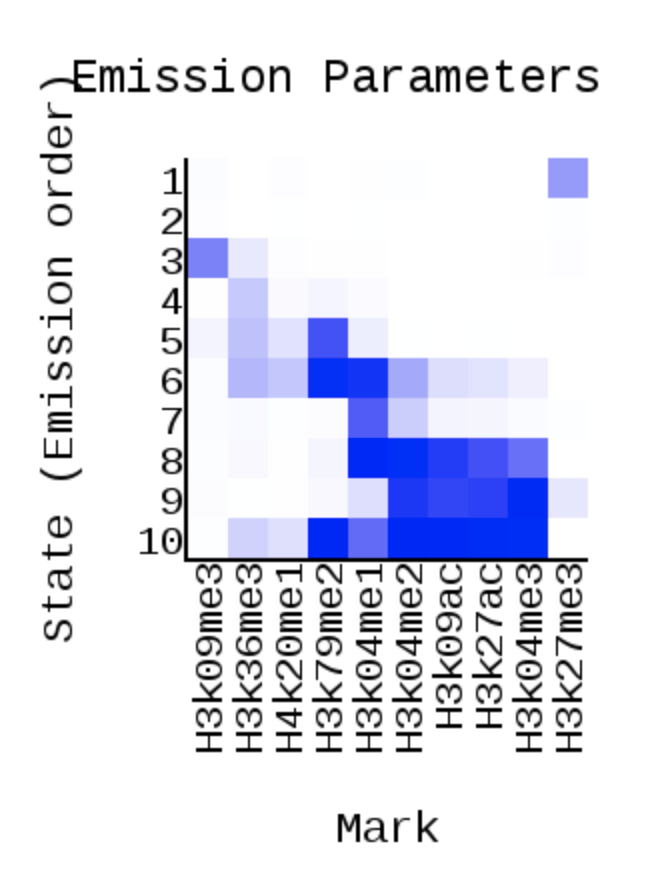 Emission Parameters
State (Emission order)
1
2
3
4
5
6
7
8
9
10
H3k09me3
H3k36me3
H4k20me1
H3k79me2
H3k04me1
H3k04me2
H3k09ac
H3k27ac
H3k04me3
H3k27me3
Mark